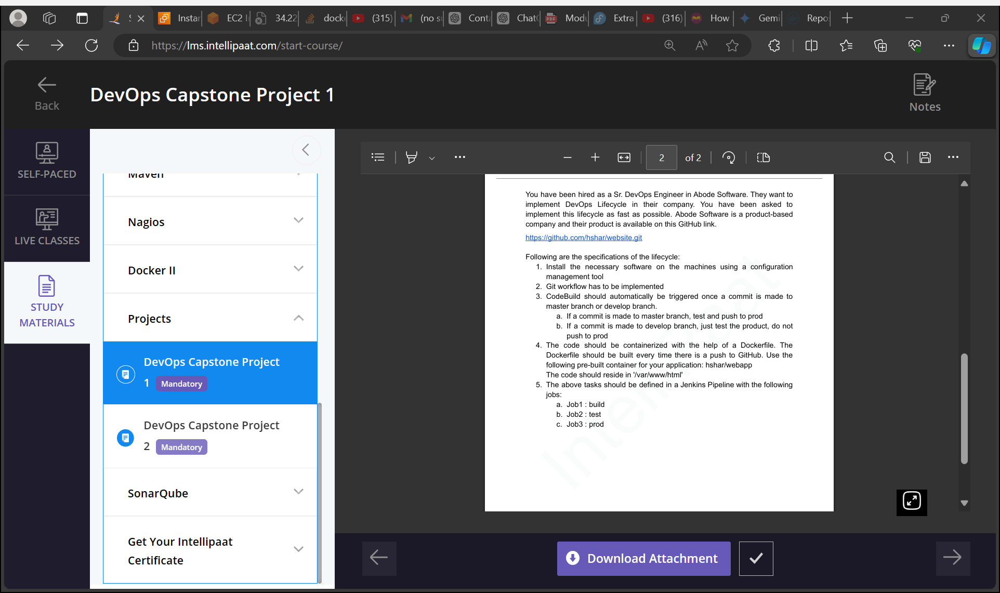 Instan
EC2 I
34.22
docke
(315)
(no su
Conta
ChatG
Modu
Extra
(316)
How
Gemi
Repo
https://lms.intellipaat.com/start-course/
Back
DevOps Capstone Project 1
Notes
SELF-PACED
LIVE CLASSES
STUDY
MATERIALS
Maven
Nagios
Docker II
Projects
DevOps Capstone Project
1 Mandatory
DevOps Capstone Project
2 Mandatory
SonarQube
Get Your Intellipaat
Certificate
2 of 2
You have been hired as a Sr. DevOps Engineer in Abode Software. They want to
implement DevOps Lifecycle in their company. You have been asked to
implement this lifecycle as fast as possible. Abode Software is a product-based
company and their product is available on this GitHub link.
https://github.com/hshar/website.git
Following are the specifications of the lifecycle:
1. Install the necessary software on the machines using a configuration
management tool
2. Git workflow has to be implemented
3. CodeBuild should automatically be triggered once a commit is made to
master branch or develop branch.
a. If a commit is made to master branch, test and push to prod
b. If a commit is made to develop branch, just test the product, do not
push to prod
4. The code should be containerized with the help of a Dockerfile. The
Dockerfile should be built every time there is a push to GitHub. Use the
following pre-built container for your application: hshar/webapp
The code should reside in '/var/www/html'
5. The above tasks should be defined in a Jenkins Pipeline with the following
jobs:
a. Job1 : build
b. Job2 : test
c. Job3 : prod
Intellipaat
Download Attachment